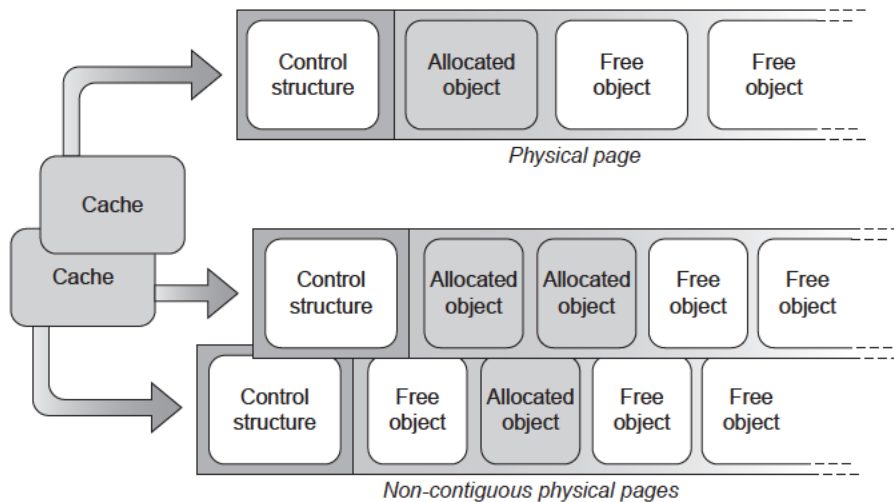 Control
structure
Allocated
object
Free
object
Free
object
Physical page
Cache
Cache
Control
structure
Allocated
object
Allocated
object
Free
object
Free
object
Control
structure
Free
object
Allocated
object
Free
object
Free
object
Non-contiguous physical pages